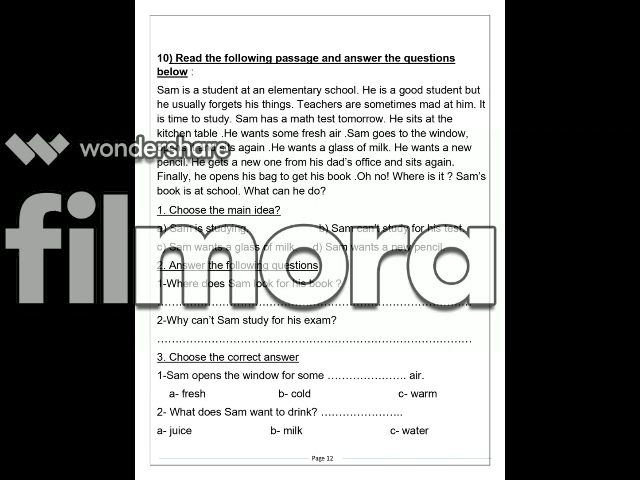 10) Read the following passage and answer the questions
below :
Sam is a student at an elementary school. He is a good student but
he usually forgets his things. Teachers are sometimes mad at him. It
is time to study. Sam has a math test tomorrow. He sits at the
kitchen table .He wants some fresh air .Sam goes to the window,
again .He wants a glass of milk. He wants a new
pencil. He gets a new one from his dad's office and sits again.
Finally, he opens his bag to get his book .Oh no! Where is it ? Sam's
book is at school. What can he do?
1. Choose the main idea?
a) Sam is studying. b) Sam can't study for his test.
c) Sam wants a glass of milk d) Sam wants a new pencil
2. Answer the following questions
1-Where does Sam look for his book ?
2-Why can't Sam study for his exam?
……………………………………………………………………………
3. Choose the correct answer
1-Sam opens the window for some …………………. air.
a- fresh b- cold c- warm
2- What does Sam want to drink? …………………..
a- juice b- milk c- water
Page 12
wondershare
filmora